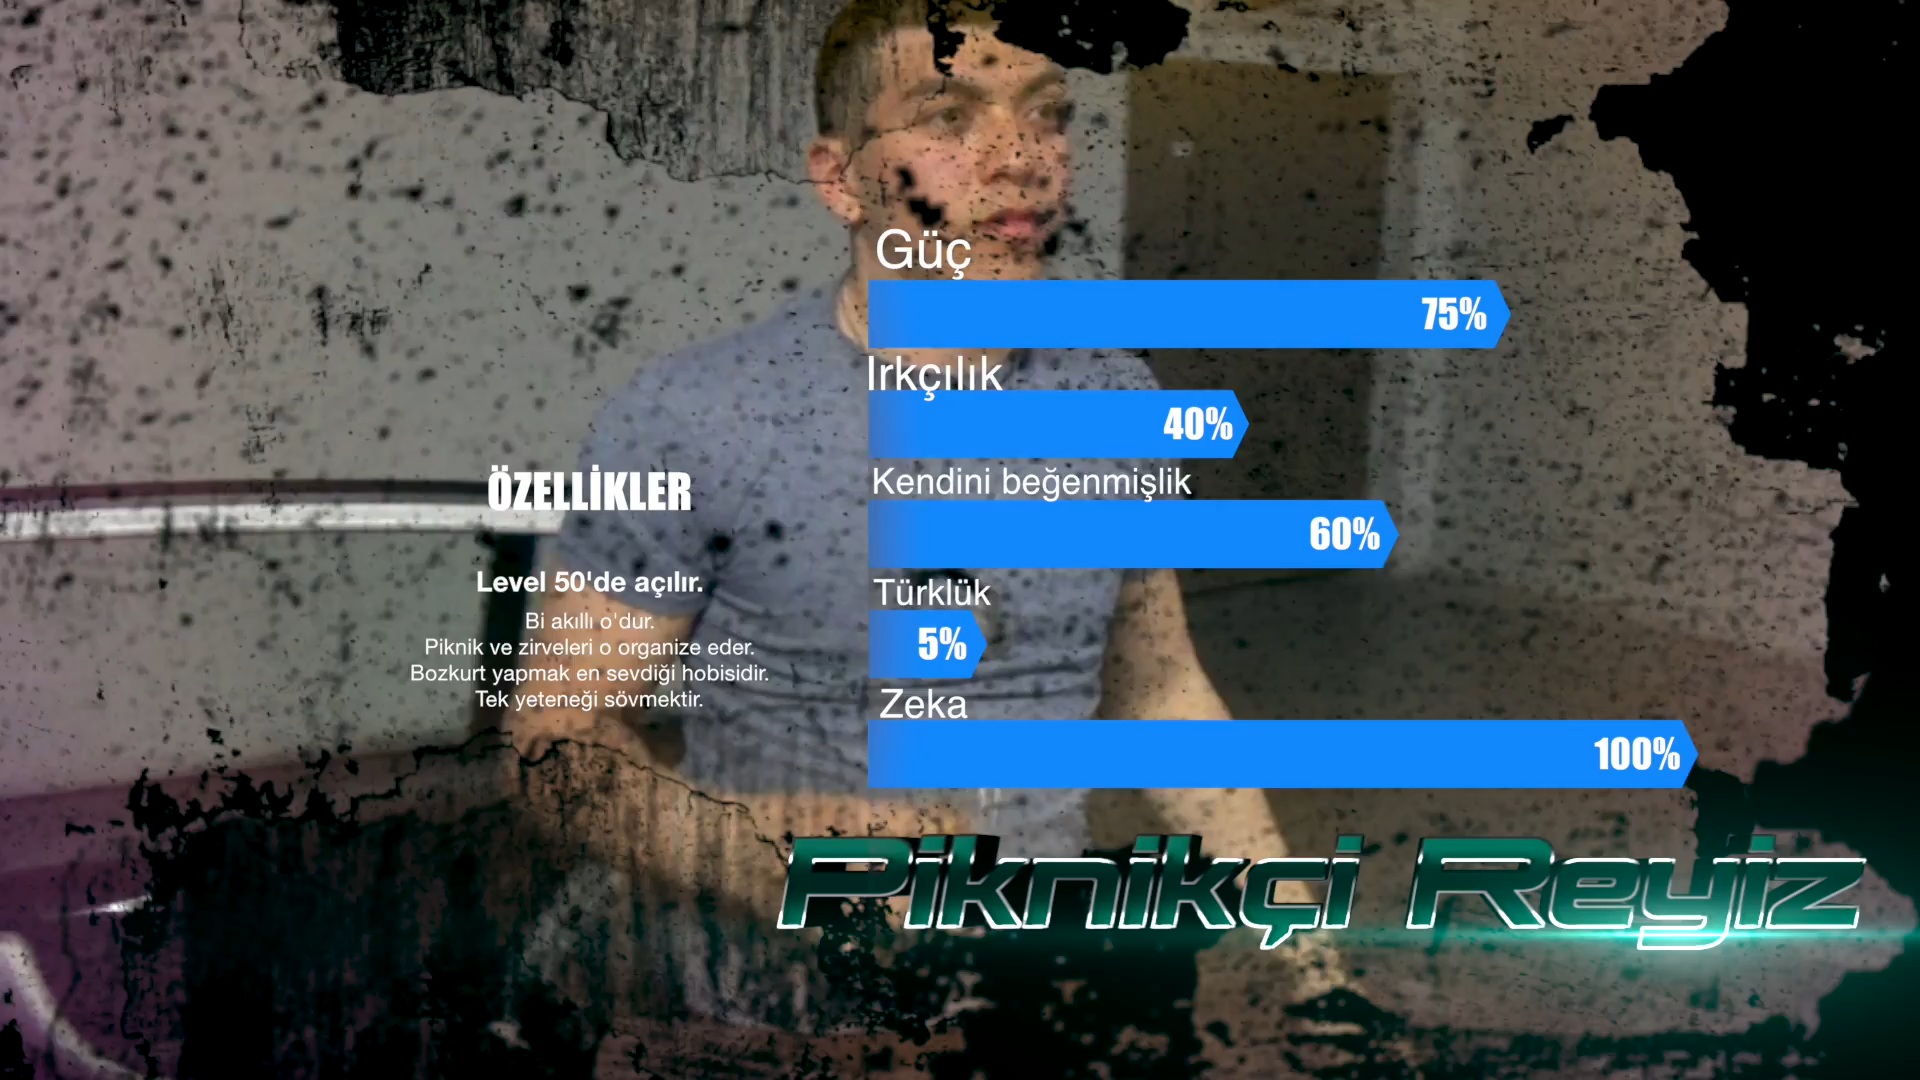 ÖZELLİKLER
Level 50'de açılır.
Bi akıllı o'dur.
Piknik ve zirveleri o organize eder.
Bozkurt yapmak en sevdiği hobisidir.
Tek yeteneği sövmektir.
Güç
75%
Irkçılık
40%
Kendini beğenmişlik
60%
Türklük
5%
Zeka
100%
Piknikçi Reyiz